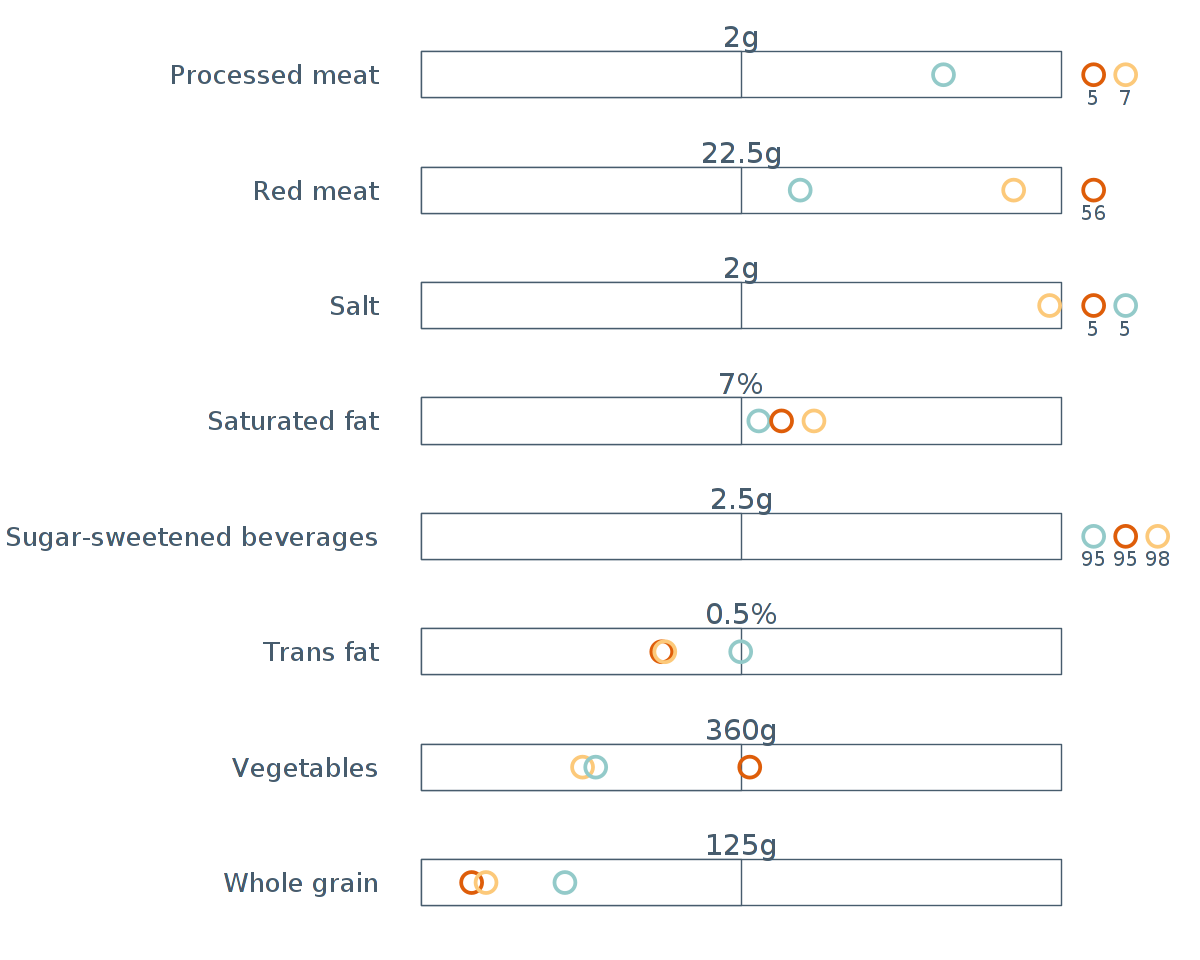 2g
Processed meat
5 7
22.5g
Red meat
56
2g
Salt
5 5
7%
Saturated fat
2.5g
Sugar-sweetened beverages
95 95 98
0.5%
Trans fat
360g
Vegetables
125g
Whole grain